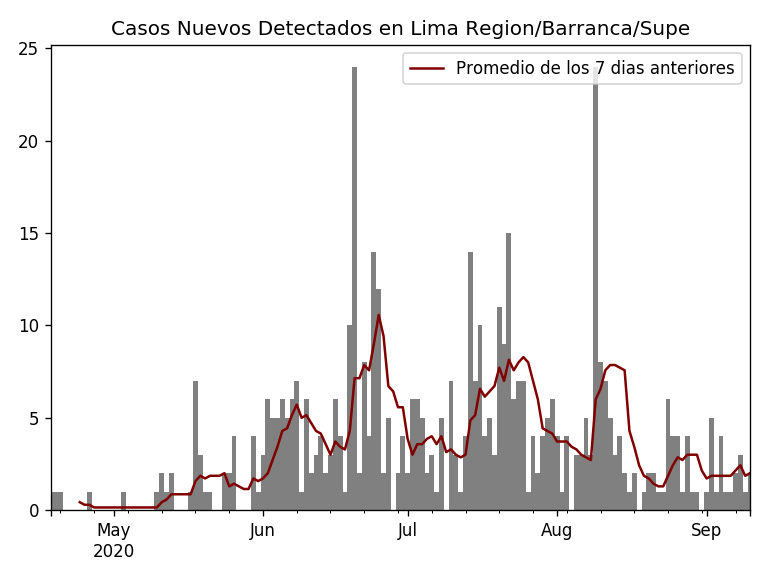 Casos Nuevos Detectados en Lima Region/Barranca/Supe
Promedio de los 7 dias anteriores
25
20
15
10
5
0
May
2020
Jun
Jul
Aug
Sep